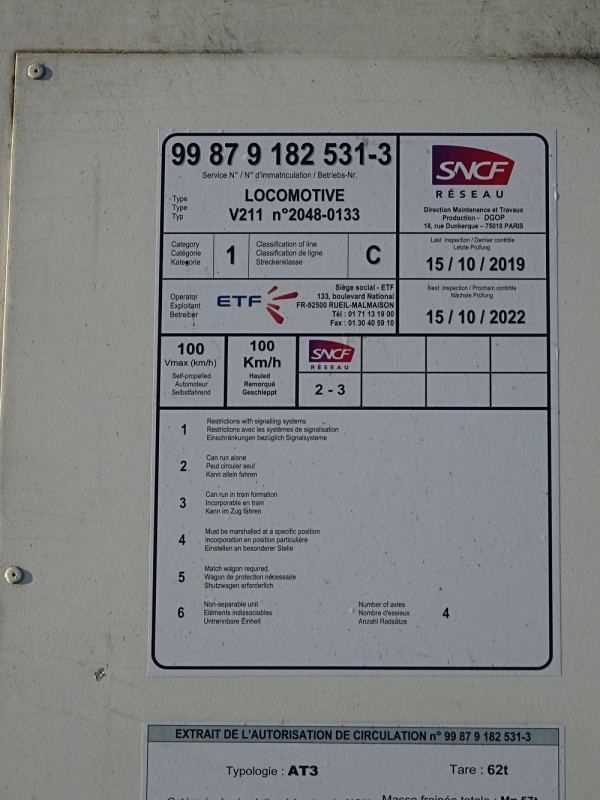 99 87 9 182 531-3
Service N° / N° d'immatriculation / Betriebs-Nr.
Type
Type
Typ
LOCOMOTIVE
V211 n°2048-0133
SNCF
RÉSEAU
Direction Maintenance et Travaux
Production - DGOP
18, rue Dunkerque – 75010 PARIS
Category
Catégorie
Kategorie
1
Classification of line
Classification de ligne
Streckenklasse
C
Last inspection / Dernier contrôle
Letzte Prüfung
15 / 10 / 2019
Operator
Exploitant
Betreiber
ETF
Siège social - ETF
133, boulevard National
FR-92500 RUEIL-MALMAISON
Tél : 01 71 13 19 00
Fax : 01 30 40 59 10
Next inspection / Prochain contrôle
Nächste Prüfung
15 / 10 / 2022
100
Vmax (km/h)
Self-propelled
Automoteur
Selbstfahrend
100
Km/h
Hauled
Remorqué
Geschleppt
SNCF
RÉSEAU
2 - 3
1
Restrictions with signalling systems
Restrictions avec les systèmes de signalisation
Einschränkungen bezüglich Signalsysteme
2
Can run alone
Peut circuler seul
Kann allein fahren
3
Can run in train formation
Incorporable en train
Kann im Zug fahren
4
Must be marshalled at a specific position
Incorporation en position particulière
Einstellen an besonderer Stelle
5
Match wagon required.
Wagon de protection nécessaire
Shutzwagen erforderlich
6
Non-separable unit
Eléments indissociables
Untrennbare Einheit
Number of axles
Nombre d'essieux
Anzahl Radsätze
4
EXTRAIT DE L'AUTORISATION DE CIRCULATION n° 99 87 9 182 531-3
Typologie : AT3
Tare : 62t